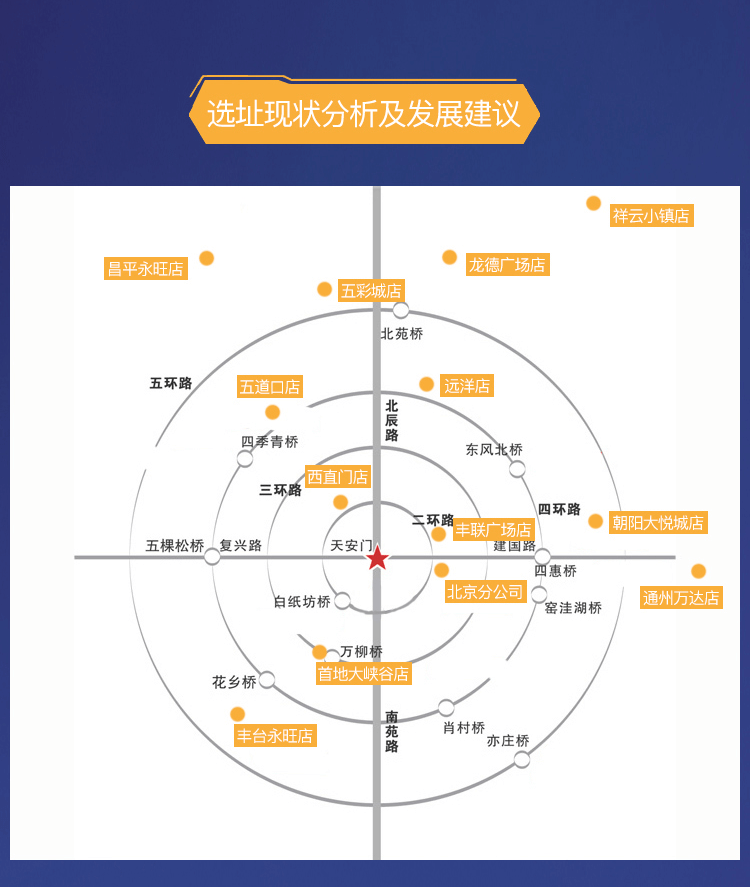 选址现状分析及发展建议
祥云小镇店
昌平永旺店
龙德广场店
五彩城店
北苑桥
五环路
五道口店
远洋店
北辰路
四季青桥
东风北桥
西直门店
三环路
四环路
二环路
朝阳大悦城店
丰联广场店
五棵松桥
复兴路
天安门
建国路
四惠桥
北京分公司
通州万达店
白纸坊桥
窑洼湖桥
万柳桥
首地大峡谷店
花乡桥
南苑路
丰台永旺店
肖村桥
亦庄桥